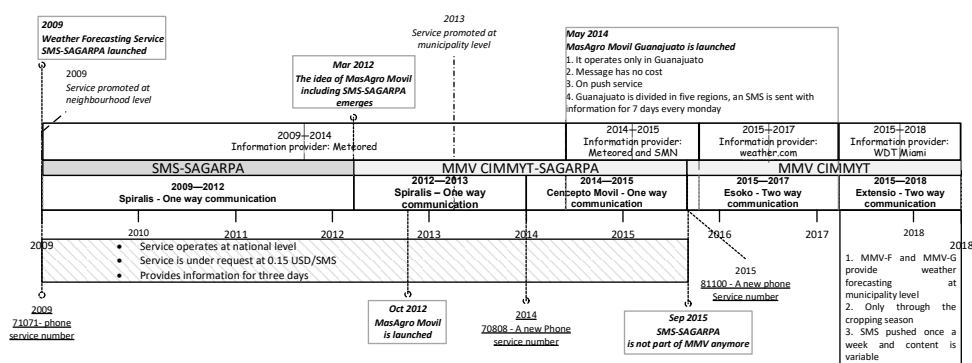 2009
Weather Forecasting Service
SMS-SAGARPA launched
2009
Service promoted at
neighbourhood level
Mar 2012
The idea of MasAgro Movil
including SMS-SAGARPA
emerges
2013
Service promoted at
municipality level
May 2014
MasAgro Movil Guanajuato is launched
1. It operates only in Guanajuato
2. Message has no cost
3. On push service
4. Guanajuato is divided in five regions, an SMS is sent with
information for 7 days every monday
2009—2014
Information provider: Meteored
2014—2015
Information provider:
Meteored and SMN
2015—2017
Information provider:
weather.com
2015—2018
Information provider:
WDT Miami
SMS-SAGARPA
MMV CIMMYT-SAGARPA
MMV CIMMYT
2009—2012
Spiralis - One way communication
2012—2013
Spiralis – One way
communication
2014—2015
Cencepto Movil - One way
communication
2015—2017
Esoko - Two way
communication
2015—2018
Extensio - Two way
communication
2009
2010
2011
2012
2013
2014
2015
2016
2017
2018
2018
• Service operates at national level
• Service is under request at 0.15 USD/SMS
• Provides information for three days
2009
71071- phone
service number
Oct 2012
MasAgro Movil
is launched
2014
70808 - A new Phone
service number
Sep 2015
SMS-SAGARPA
is not part of MMV anymore
2015
81100 - A new phone
Service number
1. MMV-F and MMV-G
provide weather
forecasting at
municipality level
2. Only through the
cropping season
3. SMS pushed once a
week and content is
variable